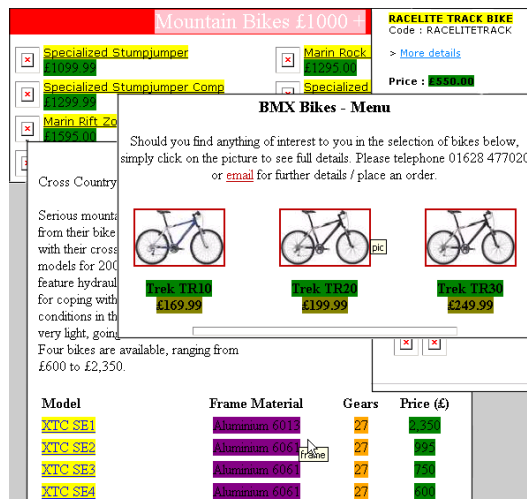 Mountain Bikes £1000 +
Specialized Stumpjumper
£1099.99
Marin Rock
£1295.00
Specialized Stumpjumper Comp
£1299.99
Specialized
Marin Rift Zo
£1595.00
RACELITE TRACK BIKE
Code : RACELITETRACK
> More details
Price : £550.00
BMX Bikes - Menu
Should you find anything of interest to you in the selection of bikes below,
simply click on the picture to see full details. Please telephone 01628 477020
or email for further details / place an order.
pic
Trek TR10
£169.99
Trek TR20
£199.99
Trek TR30
£249.99
Cross Country
Serious mounta
from their bike
with their cross
models for 200
feature hydraul
for coping with
conditions in th
very light, going
Four bikes are available, ranging from
£600 to £2,350.
Model Frame Material Gears Price (£)
XTC SE1 Aluminium 6013 27 2,350
XTC SE2 Aluminium 6061 27 995
frame
XTC SE3 Aluminium 6061 27 750
XTC SE4 Aluminium 6061 27 600